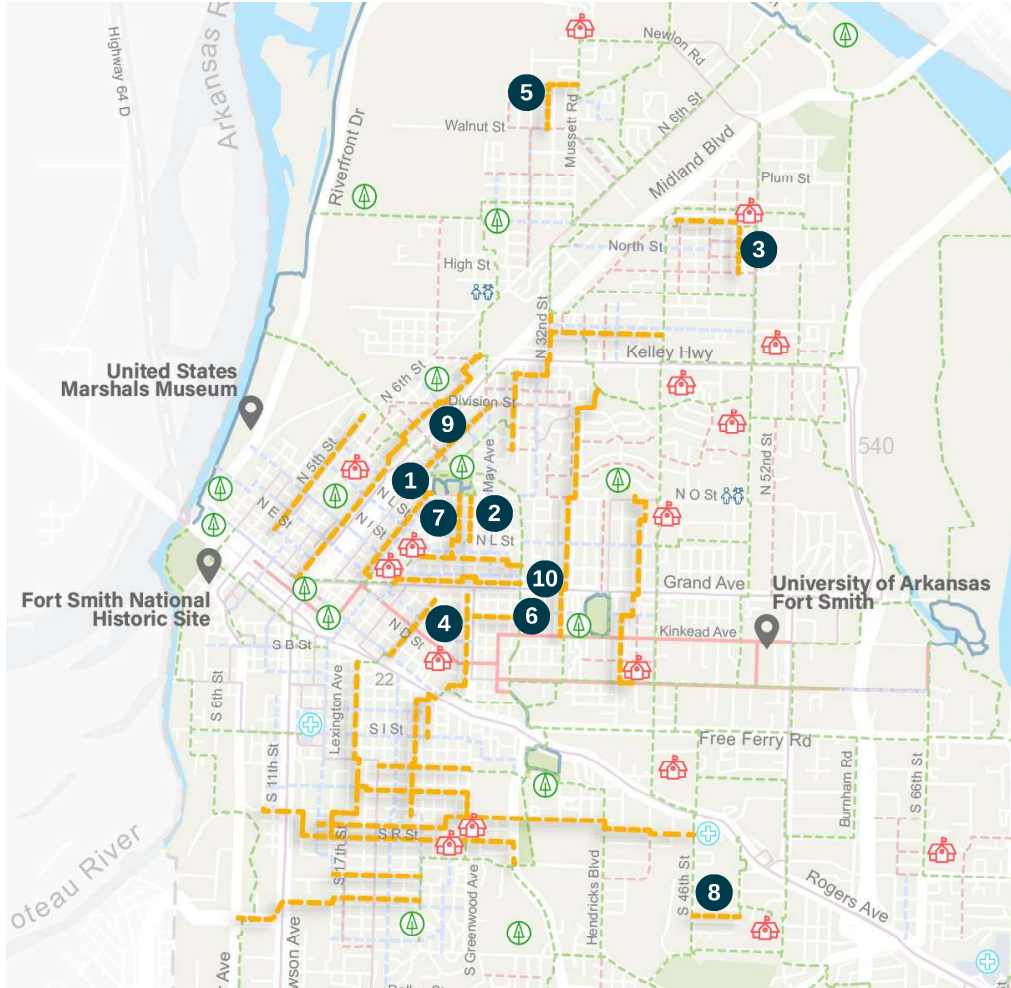 Highway 64 D
Arkansas R
Newlon Rd
5
Riverfront Dr
Walnut St
Mussett Rd
N 6th St
Midland Blvd
Plum St
North St
3
High St
N 32nd St
Kelley Hwy
United States
Marshals Museum
N 6th St
Division St
9
N 5th St
May Ave
540
N 52nd St
1
N L St
N O St
N E St
N I St
7
2
N L St
10
Grand Ave
University of Arkansas
Fort Smith
Fort Smith National
Historic Site
4
6
N D St
Kinkead Ave
S B St
22
S 6th St
Lexington Ave
S I St
Free Ferry Rd
S 11th St
Burnham Rd
S 66th St
S R St
oteau River
S 17th St
S Greenwood Ave
Hendricks Blvd
S 46th St
8
Rogers Ave
wson Ave
r Ave